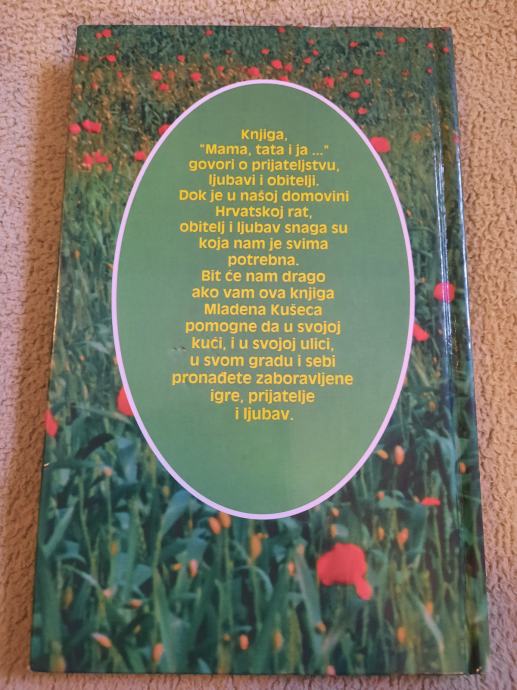 Knjiga,
"Mama, tata i ja ..."
govori o prijateljstvu,
ljubavi i obitelji.
Dok je u našoj domovini
Hrvatskoj rat,
obitelj i ljubav snaga su
koja nam je svima
potrebna.
Bit će nam drago
ako vam ova knjiga
Mladena Kušeca
pomogne da u svojoj
kući, i u svojoj ulici,
u svom gradu i sebi
pronađete zaboravljene
igre, prijatelje
i ljubav.